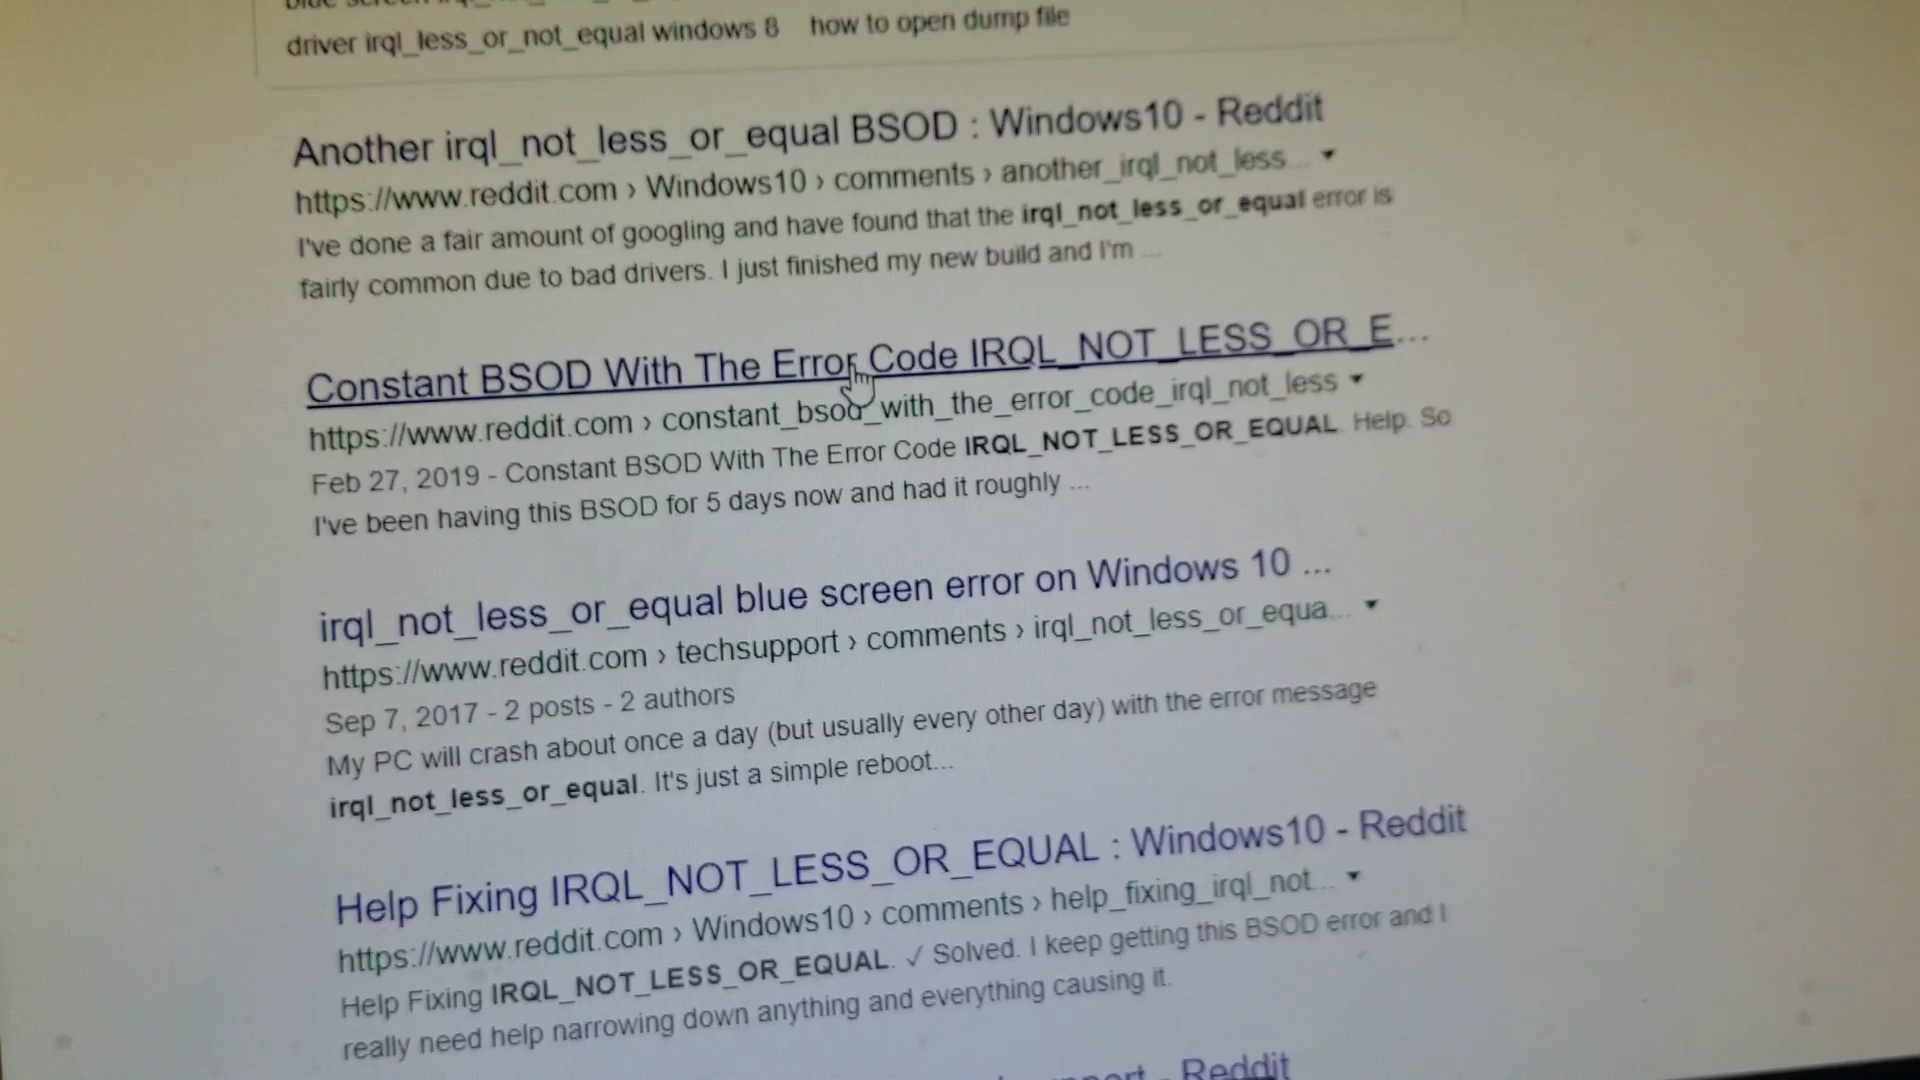 driver irql_less_or_not_equal windows 8 how to open dump file
Another irql_not_less_or_equal BSOD : Windows10 - Reddit
https://www.reddit.com › Windows10 › comments › another_irql_not_less...
I've done a fair amount of googling and have found that the irql_not_less_or_equal error is
fairly common due to bad drivers. I just finished my new build and I'm ...
Constant BSOD With The Error Code IRQL_NOT_LESS_OR_E...
https://www.reddit.com › constant_bsod_with_the_error_code_irql_not_less
Feb 27, 2019 - Constant BSOD With The Error Code IRQL_NOT_LESS_OR_EQUAL. Help. So
I've been having this BSOD for 5 days now and had it roughly ...
irql_not_less_or_equal blue screen error on Windows 10 ...
https://www.reddit.com › techsupport › comments › irql_not_less_or_equa...
Sep 7, 2017 - 2 posts - 2 authors
My PC will crash about once a day (but usually every other day) with the error message
irql_not_less_or_equal. It's just a simple reboot...
Help Fixing IRQL_NOT_LESS_OR_EQUAL : Windows10 - Reddit
https://www.reddit.com › Windows10 › comments › help_fixing_irql_not...
Help Fixing IRQL_NOT_LESS_OR_EQUAL. ✓ Solved. I keep getting this BSOD error and I
really need help narrowing down anything and everything causing it.
- Reddit